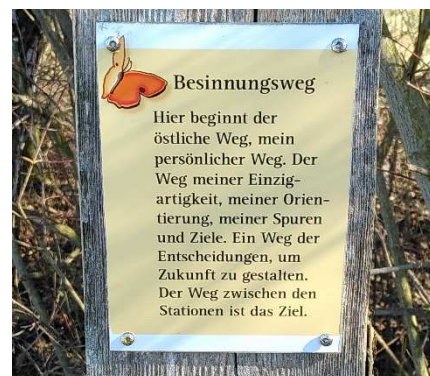 Besinnungsweg
Hier beginnt der
östliche Weg, mein
persönlicher Weg. Der
Weg meiner Einzig-
artigkeit, meiner Orien-
tierung, meiner Spuren
und Ziele. Ein Weg der
Entscheidungen, um
Zukunft zu gestalten.
Der Weg zwischen den
Stationen ist das Ziel.